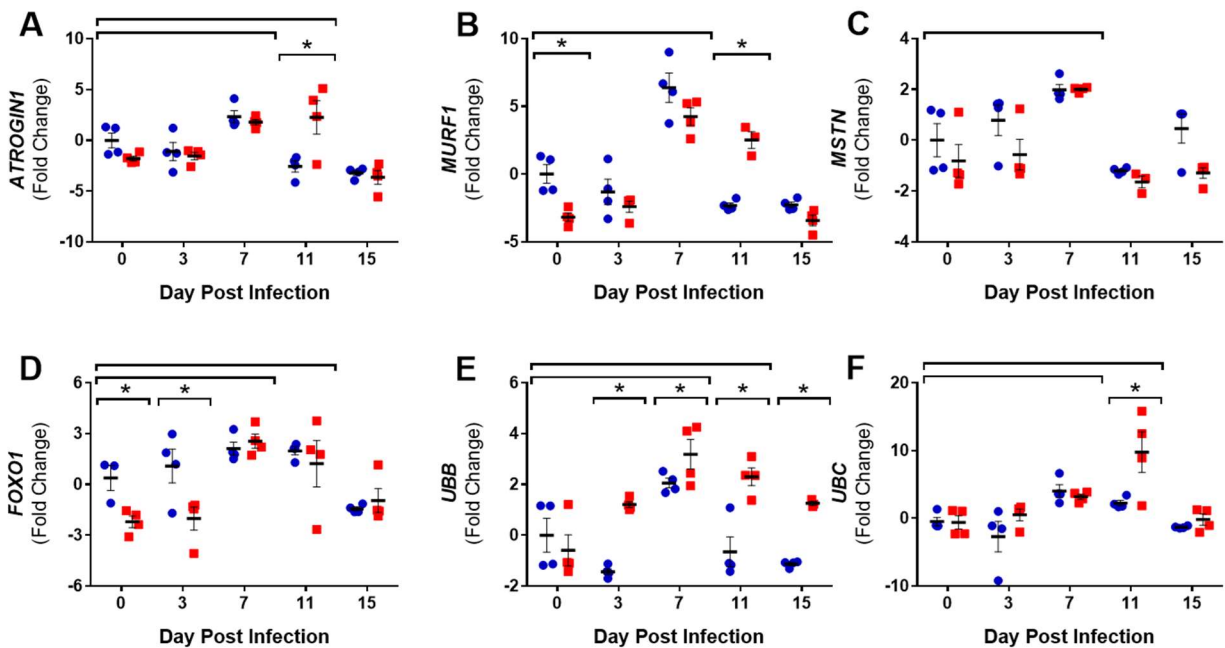 A
ATROGIN1
(Fold Change)
10
5
0
-5
-10
*
0 3 7 11 15
Day Post Infection
B
MURF1
(Fold Change)
10
5
0
-5
* *
0 3 7 11 15
Day Post Infection
C
MSTN
(Fold Change)
4
2
0
-2
-4
0 3 7 11 15
Day Post Infection
D
FOXO1
(Fold Change)
6
3
0
-3
-6
* *
0 3 7 11 15
Day Post Infection
E
UBB
(Fold Change)
6
4
2
0
-2
* * * *
0 3 7 11 15
Day Post Infection
F
UBC
(Fold Change)
20
10
0
-10
*
0 3 7 11 15
Day Post Infection